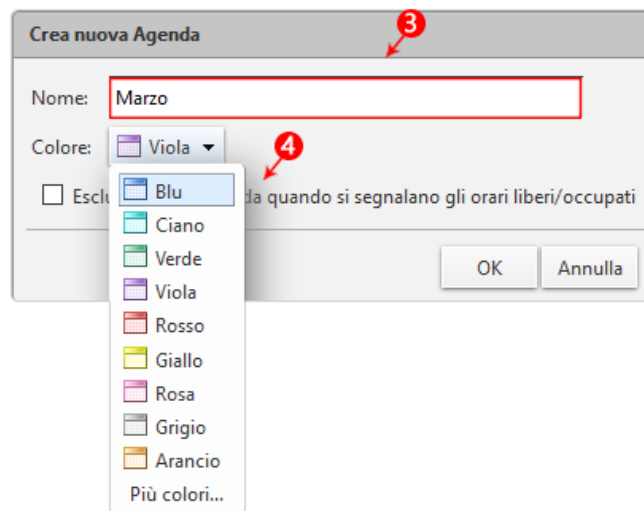 Crea nuova Agenda
3
Nome: Marzo
Colore: Viola
4
Esclu da quando si segnalano gli orari liberi/occupati
OK Annulla
Blu
Ciano
Verde
Viola
Rosso
Giallo
Rosa
Grigio
Arancio
Più colori...